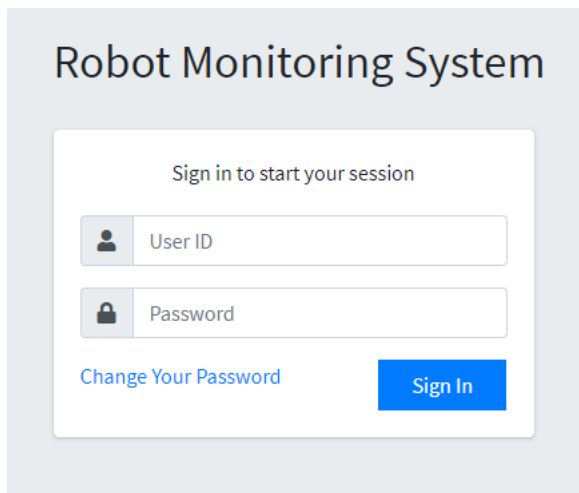 Robot Monitoring System
Sign in to start your session
User ID
Password
Change Your Password
Sign In